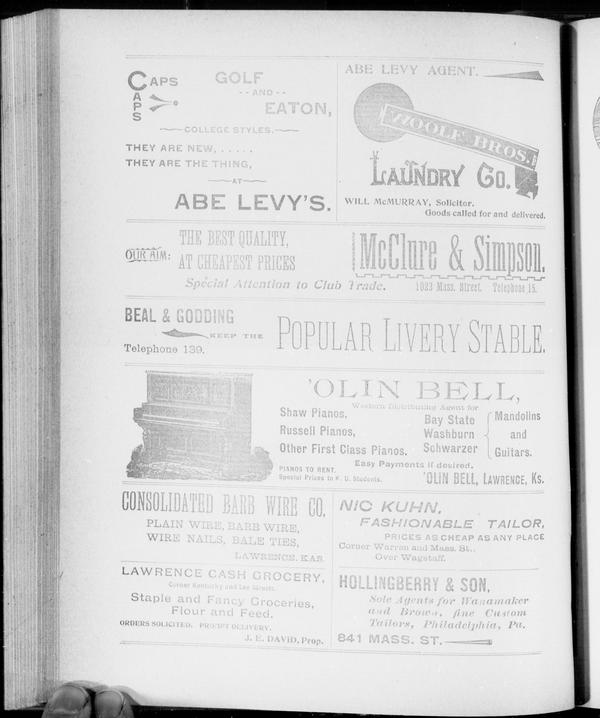 CAPS
CAPS
GOLF
-- AND --
EATON,
COLLEGE STYLES.
THEY ARE NEW, . . . . .
THEY ARE THE THING,
AT
ABE LEVY'S.
ABE LEVY AGENT.
WOOLF BROS.
LAUNDRY CO.
WILL McMURRAY, Solicitor.
Goods called for and delivered.
OUR AIM:
THE BEST QUALITY,
AT CHEAPEST PRICES
McClure & Simpson,
Special Attention to Club Trade.
1023 Mass. Street. Telephone 15.
BEAL & GODDING
KEEP THE
Telephone 139.
POPULAR LIVERY STABLE.
'OLIN BELL,
Western Distributing Agent for
Shaw Pianos,
Russell Pianos,
Other First Class Pianos.
Bay State
Washburn
Schwarzer
Mandolins
and
Guitars.
Easy Payments if desired.
PIANOS TO RENT.
Special Prices to K. U. Students.
'OLIN BELL, LAWRENCE, KS.
CONSOLIDATED BARB WIRE CO.
PLAIN WIRE, BARB WIRE,
WIRE NAILS, BALE TIES,
LAWRENCE, KAS.
NIC KUHN,
FASHIONABLE TAILOR,
PRICES AS CHEAP AS ANY PLACE
Corner Warren and Mass. St.,
Over Wagstaff.
LAWRENCE CASH GROCERY,
Corner Kentucky and Lee Streets.
Staple and Fancy Groceries,
Flour and Feed.
ORDERS SOLICITED. PROMPT DELIVERY.
J. E. DAVID, Prop.
HOLLINGBERRY & SON,
Sole Agents for Wanamaker
and Brown, fine Custom
Tailors, Philadelphia, Pa.
841 MASS. ST.